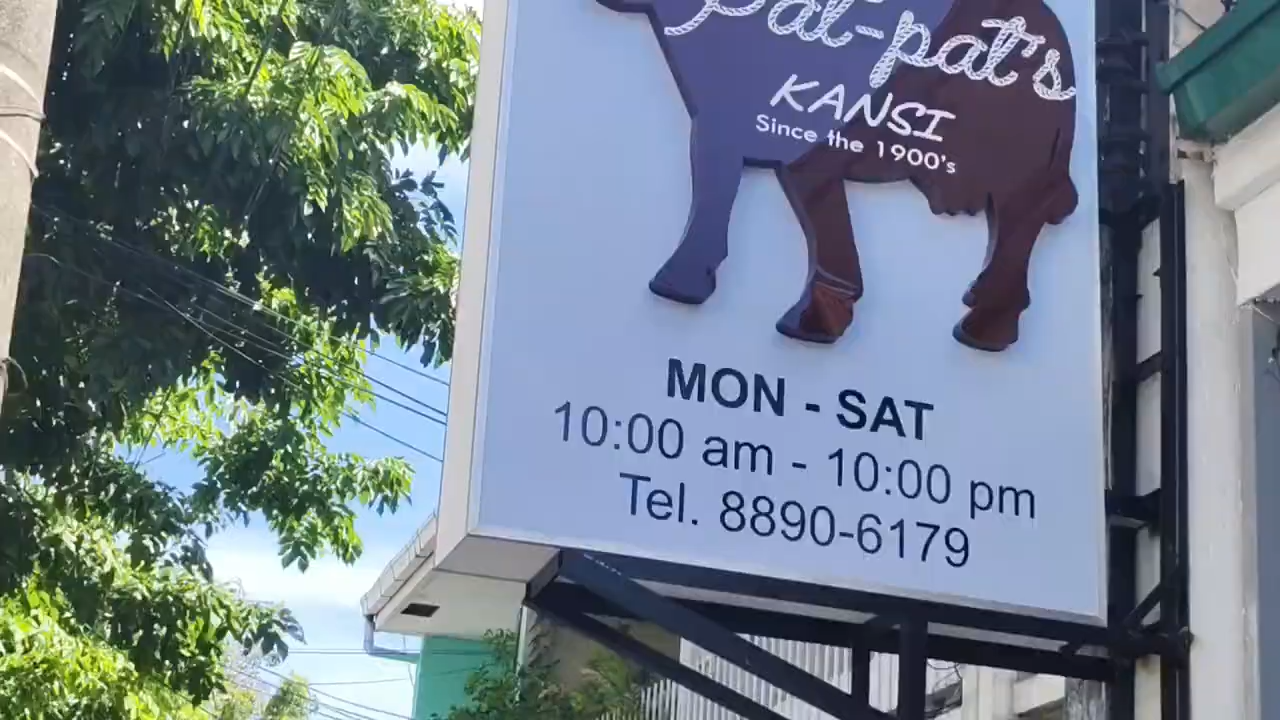 Pat-pat's
KANSI
Since the 1900's
MON - SAT
10:00 am - 10:00 pm
Tel. 8890-6179